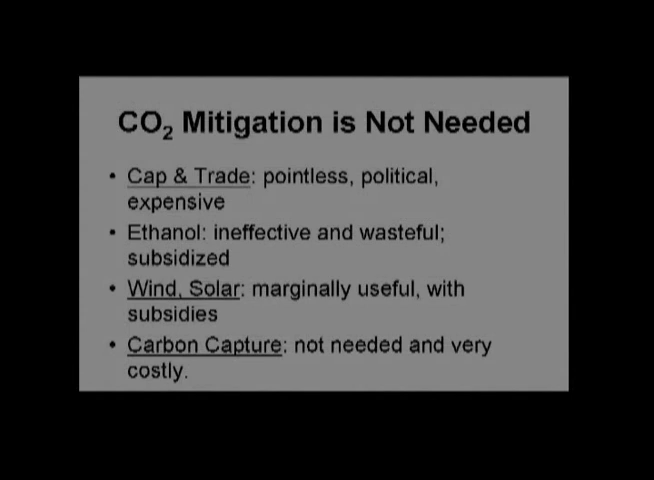 CO₂ Mitigation is Not Needed
• Cap & Trade: pointless, political,
expensive
• Ethanol: ineffective and wasteful;
subsidized
• Wind, Solar: marginally useful, with
subsidies
• Carbon Capture: not needed and very
costly.